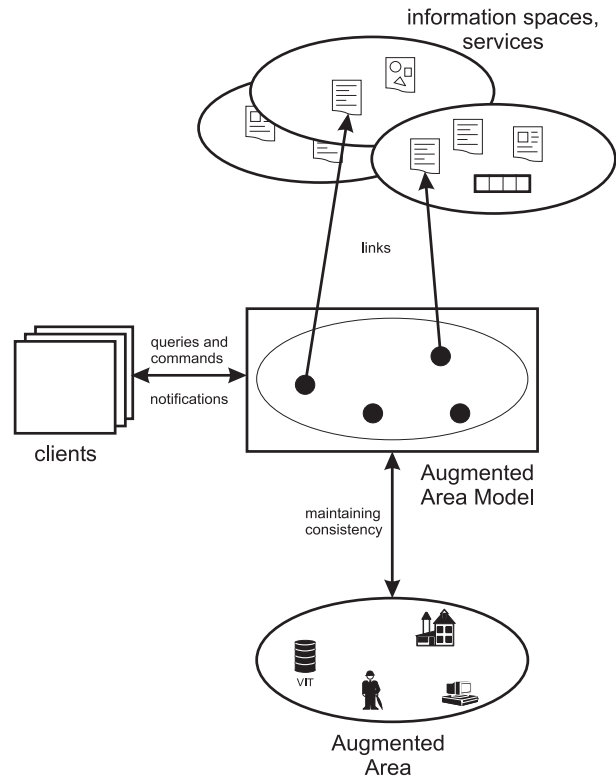 information spaces,
services
links
queries and
commands
notifications
clients
Augmented
Area Model
maintaining
consistency
VIT
Augmented
Area